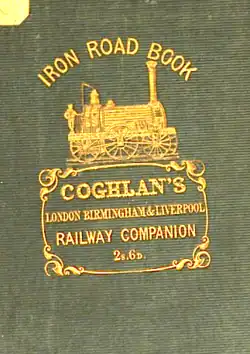 IRON ROAD BOOK
COGHLAN'S
LONDON BIRMINGHAM & LIVERPOOL
RAILWAY COMPANION
2s.6D.